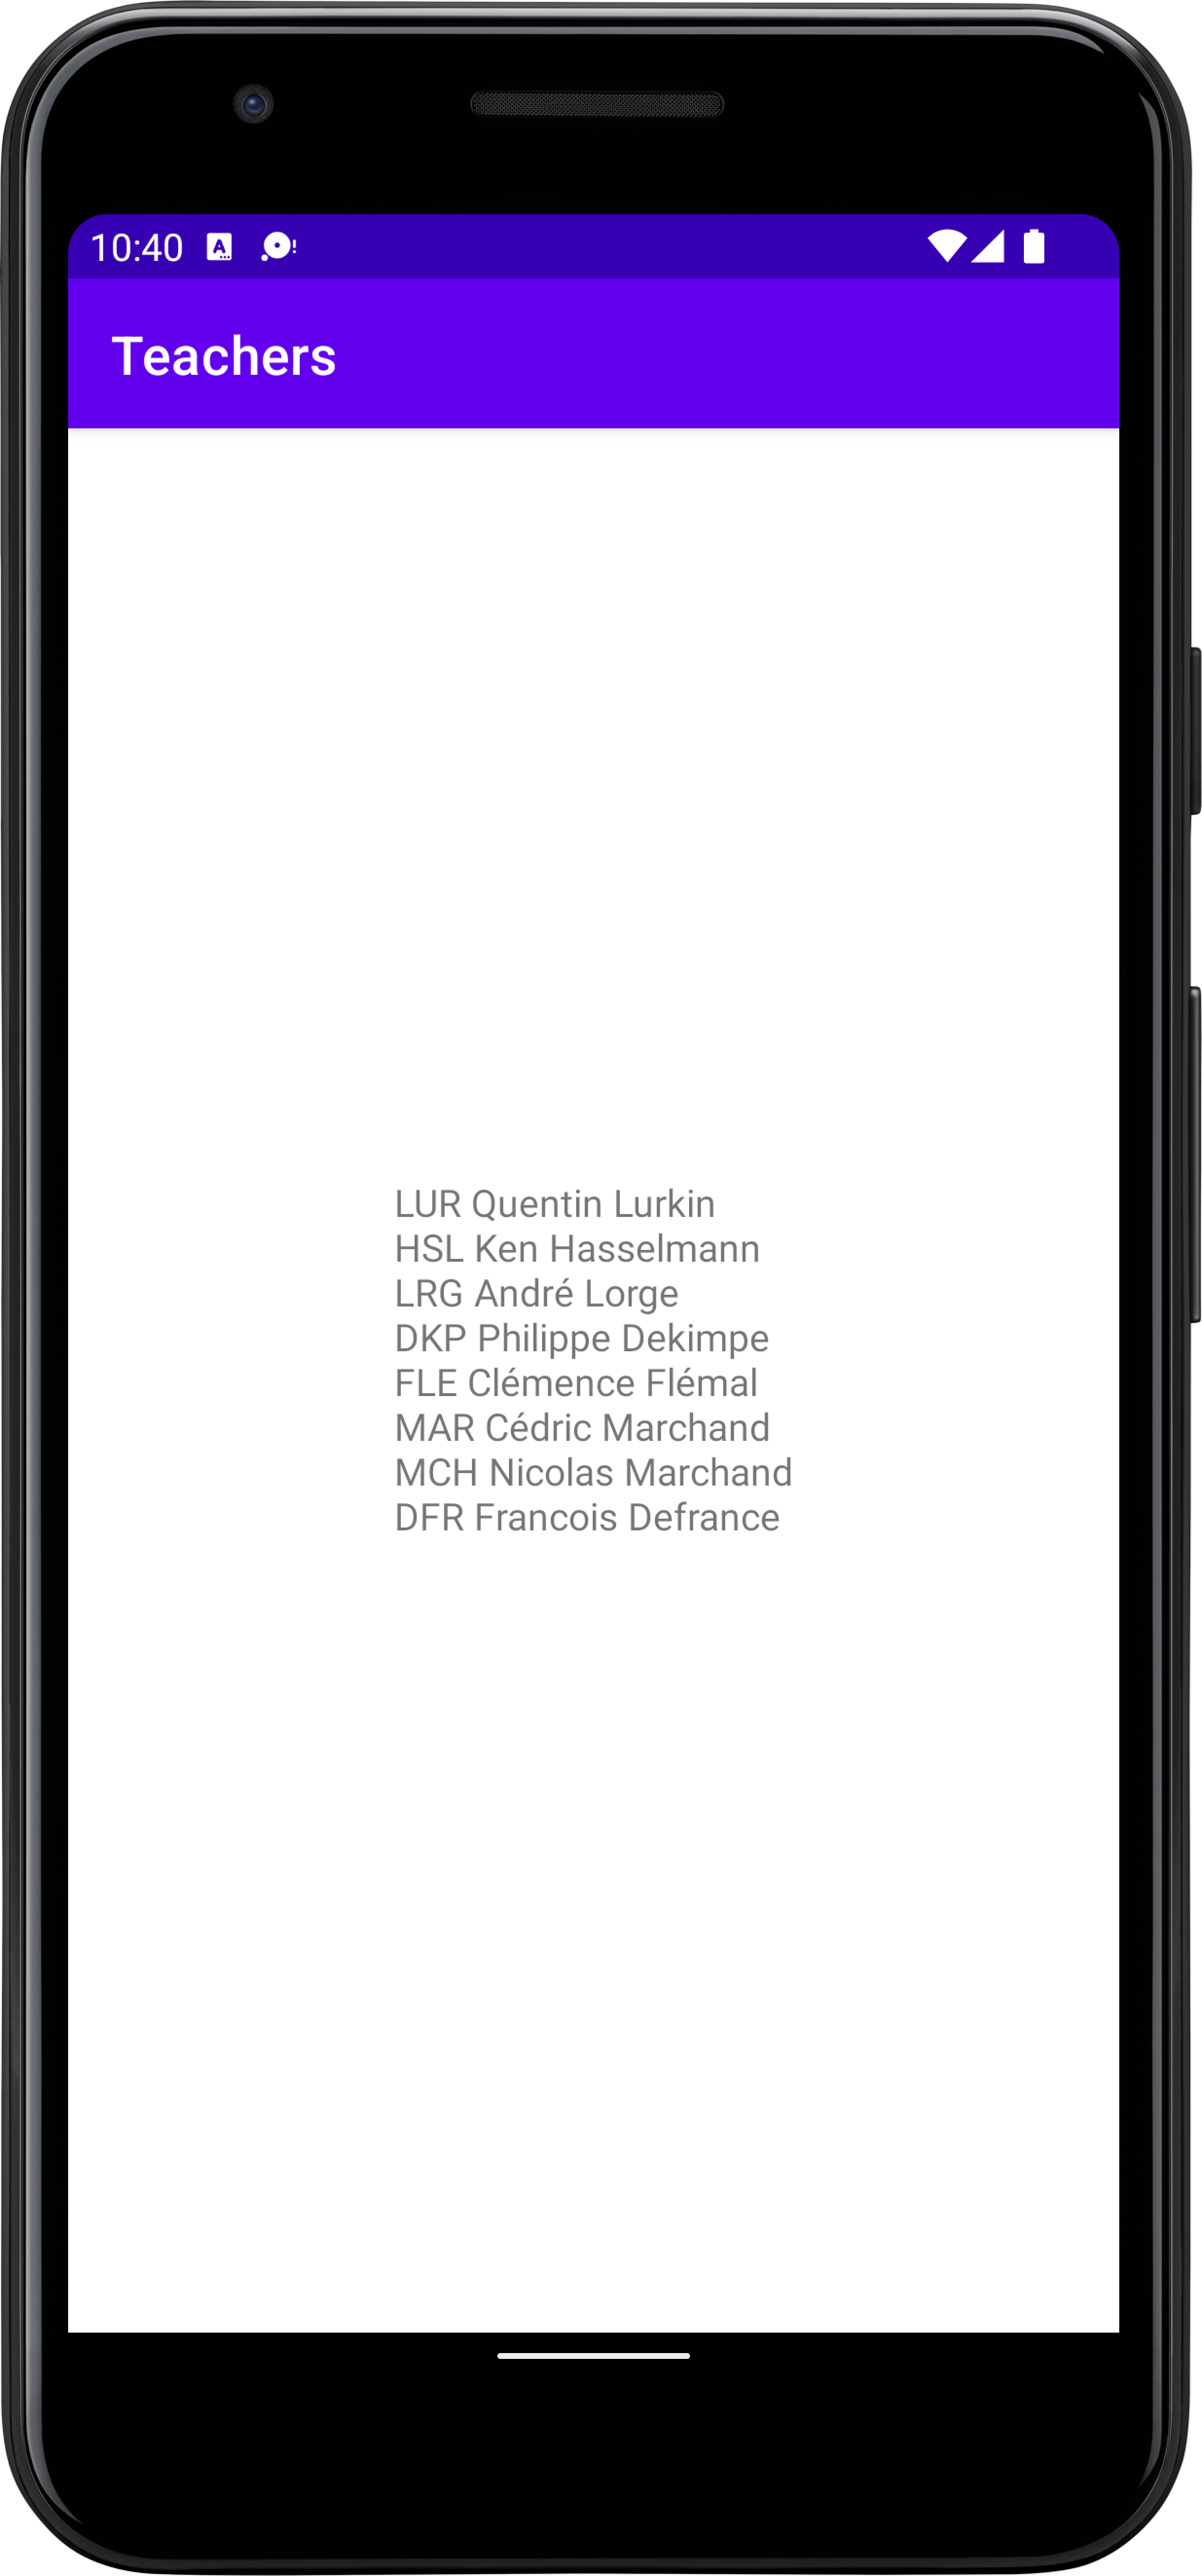 10:40
Teachers
LUR Quentin Lurkin
HSL Ken Hasselmann
LRG André Lorge
DKP Philippe Dekimpe
FLE Clémence Flémal
MAR Cédric Marchand
MCH Nicolas Marchand
DFR Francois Defrance